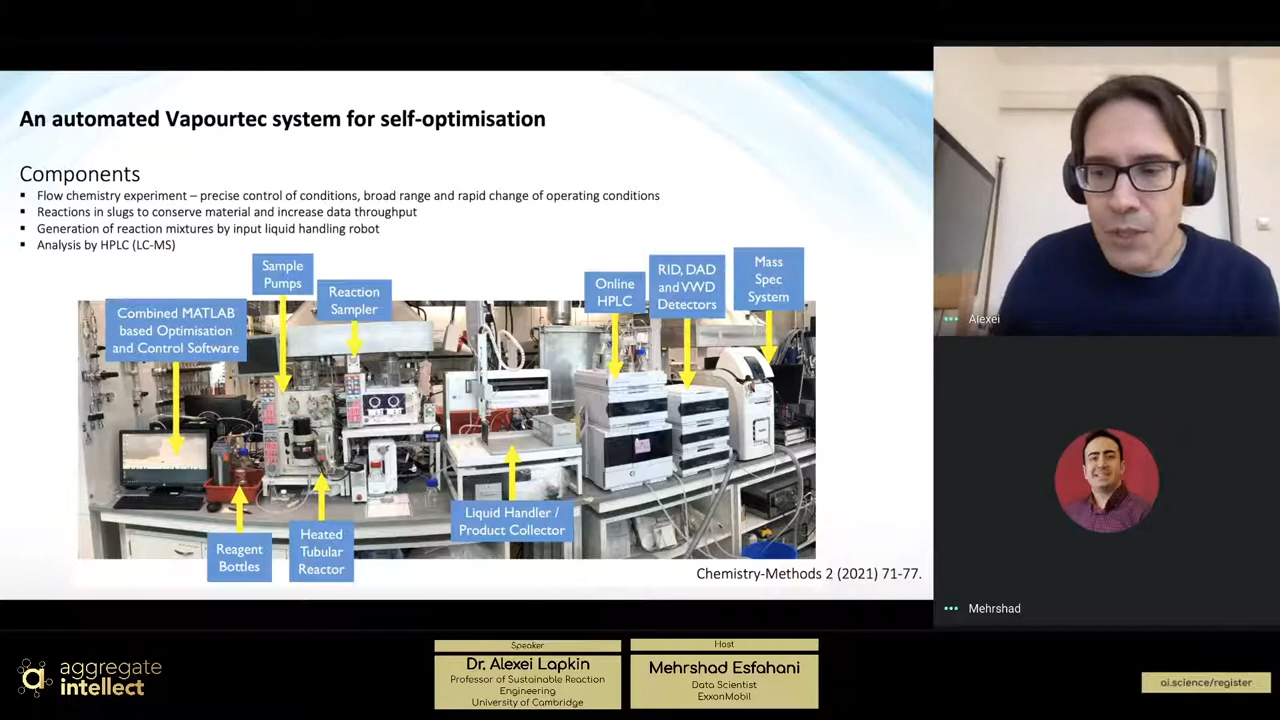 An automated Vapourtec system for self-optimisation
Components
▪ Flow chemistry experiment – precise control of conditions, broad range and rapid change of operating conditions
▪ Reactions in slugs to conserve material and increase data throughput
▪ Generation of reaction mixtures by input liquid handling robot
▪ Analysis by HPLC (LC-MS)
Sample
Pumps
Reaction
Sampler
Combined MATLAB
based Optimisation
and Control Software
Online
HPLC
RID, DAD
and VWD
Detectors
Mass
Spec
System
Reagent
Bottles
Heated
Tubular
Reactor
Liquid Handler /
Product Collector
Chemistry-Methods 2 (2021) 71-77.
Alexei
Mehrshad
aggregate
intellect
Speaker
Dr. Alexei Lapkin
Professor of Sustainable Reaction
Engineering
University of Cambridge
Host
Mehrshad Esfahani
Data Scientist
ExxonMobil
ai.science/register